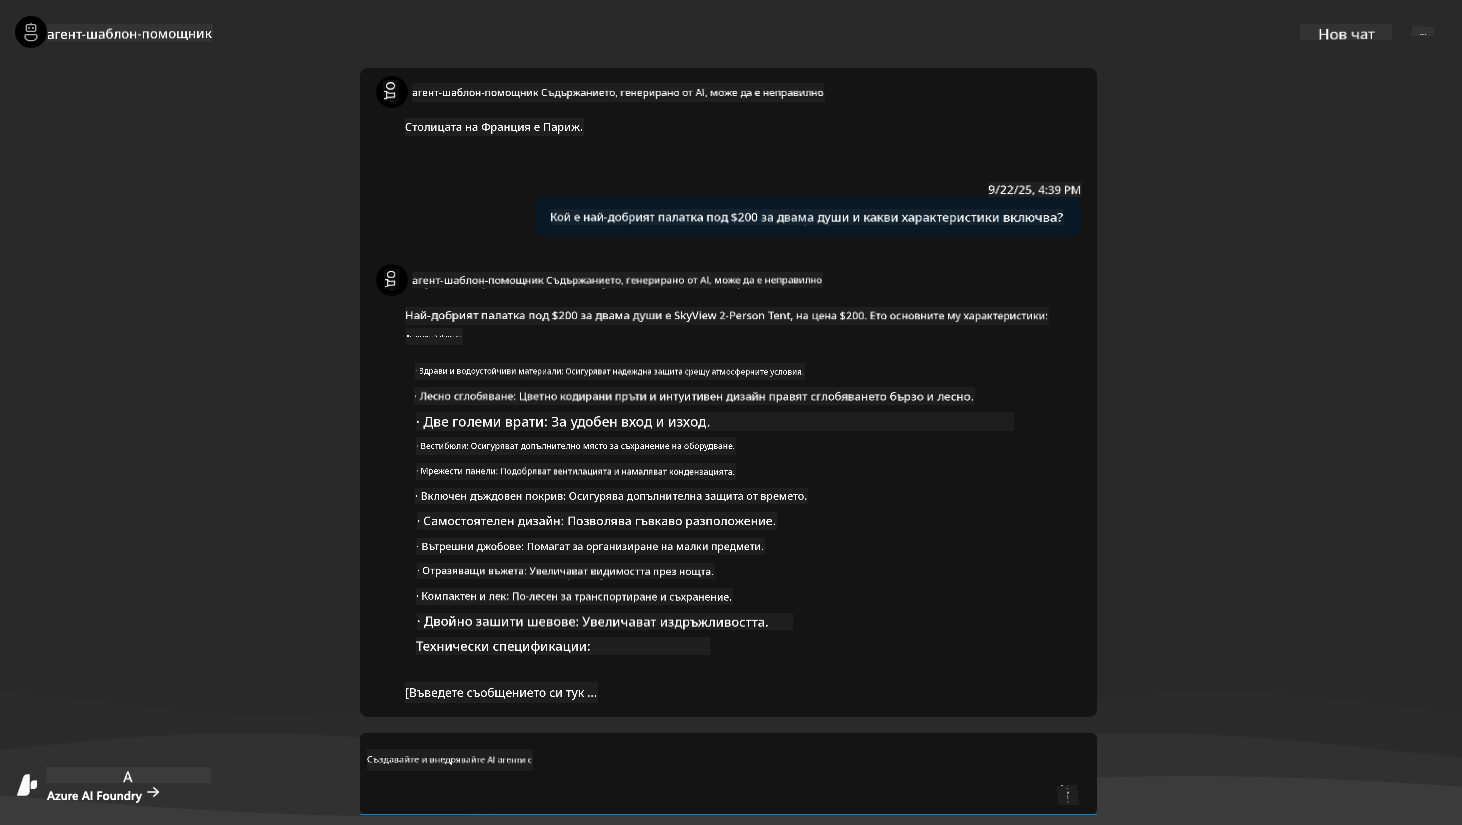 агент-шаблон-помощник
Нов чат
...
агент-шаблон-помощник Съдържанието, генерирано от AI, може да е неправилно
Столицата на Франция е Париж.
9/22/25, 4:39 PM
Кой е най-добрият палатка под $200 за двама души и какви характеристики включва?
агент-шаблон-помощник Съдържанието, генерирано от AI, може да е неправилно
Най-добрият палатка под $200 за двама души е SkyView 2-Person Tent, на цена $200. Ето основните му характеристики:
· Здрави и водоустойчиви материали: Осигуряват надеждна защита срещу атмосферните условия.
· Лесно сглобяване: Цветно кодирани пръти и интуитивен дизайн правят сглобяването бързо и лесно.
· Две големи врати: За удобен вход и изход.
· Вестибюли: Осигуряват допълнително място за съхранение на оборудване.
· Мрежести панели: Подобряват вентилацията и намаляват кондензацията.
· Включен дъждовен покрив: Осигурява допълнителна защита от времето.
· Самостоятелен дизайн: Позволява гъвкаво разположение.
· Вътрешни джобове: Помагат за организиране на малки предмети.
· Отразяващи въжета: Увеличават видимостта през нощта.
· Компактен и лек: По-лесен за транспортиране и съхранение.
· Двойно зашити шевове: Увеличават издръжливостта.
Технически спецификации:
[Въведете съобщението си тук ...
Създавайте и внедрявайте AI агенти с
A
Azure AI Foundry